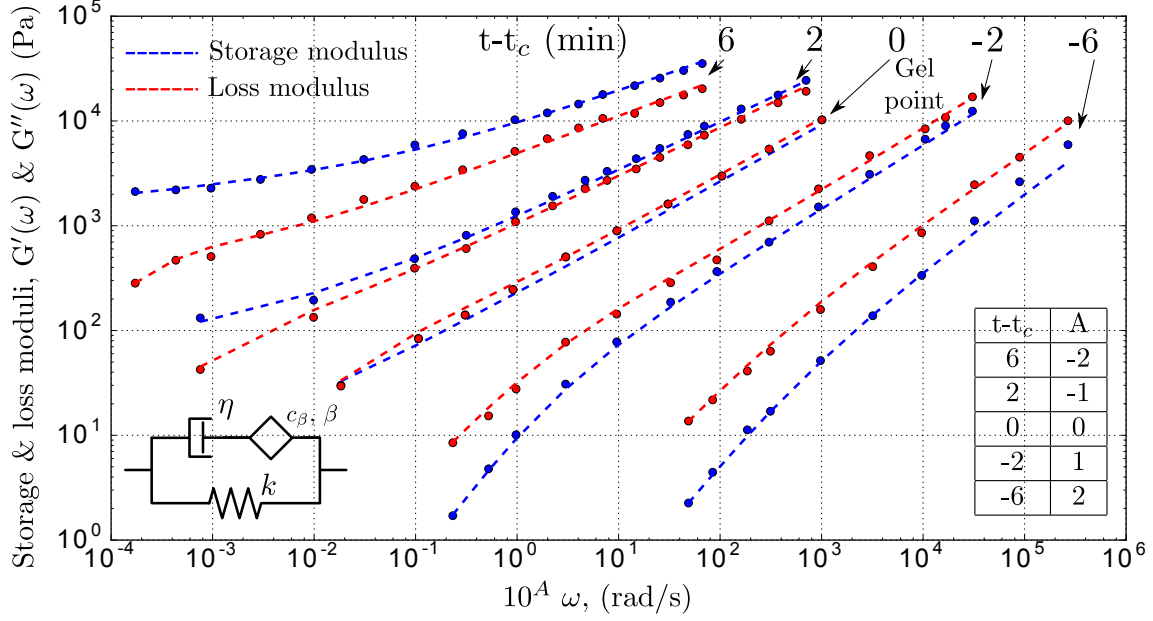 Storage & loss moduli, G′(ω) & G″(ω) (Pa)
10^5
10^4
10^3
10^2
10^1
10^0
Storage modulus
Loss modulus
t-t_c (min) 6 2 0 -2 -6
Gel
point
t-t_c A
6 -2
2 -1
0 0
-2 1
-6 2
η
c_β, β
k
10^-4 10^-3 10^-2 10^-1 10^0 10^1 10^2 10^3 10^4 10^5 10^6
10^A ω, (rad/s)